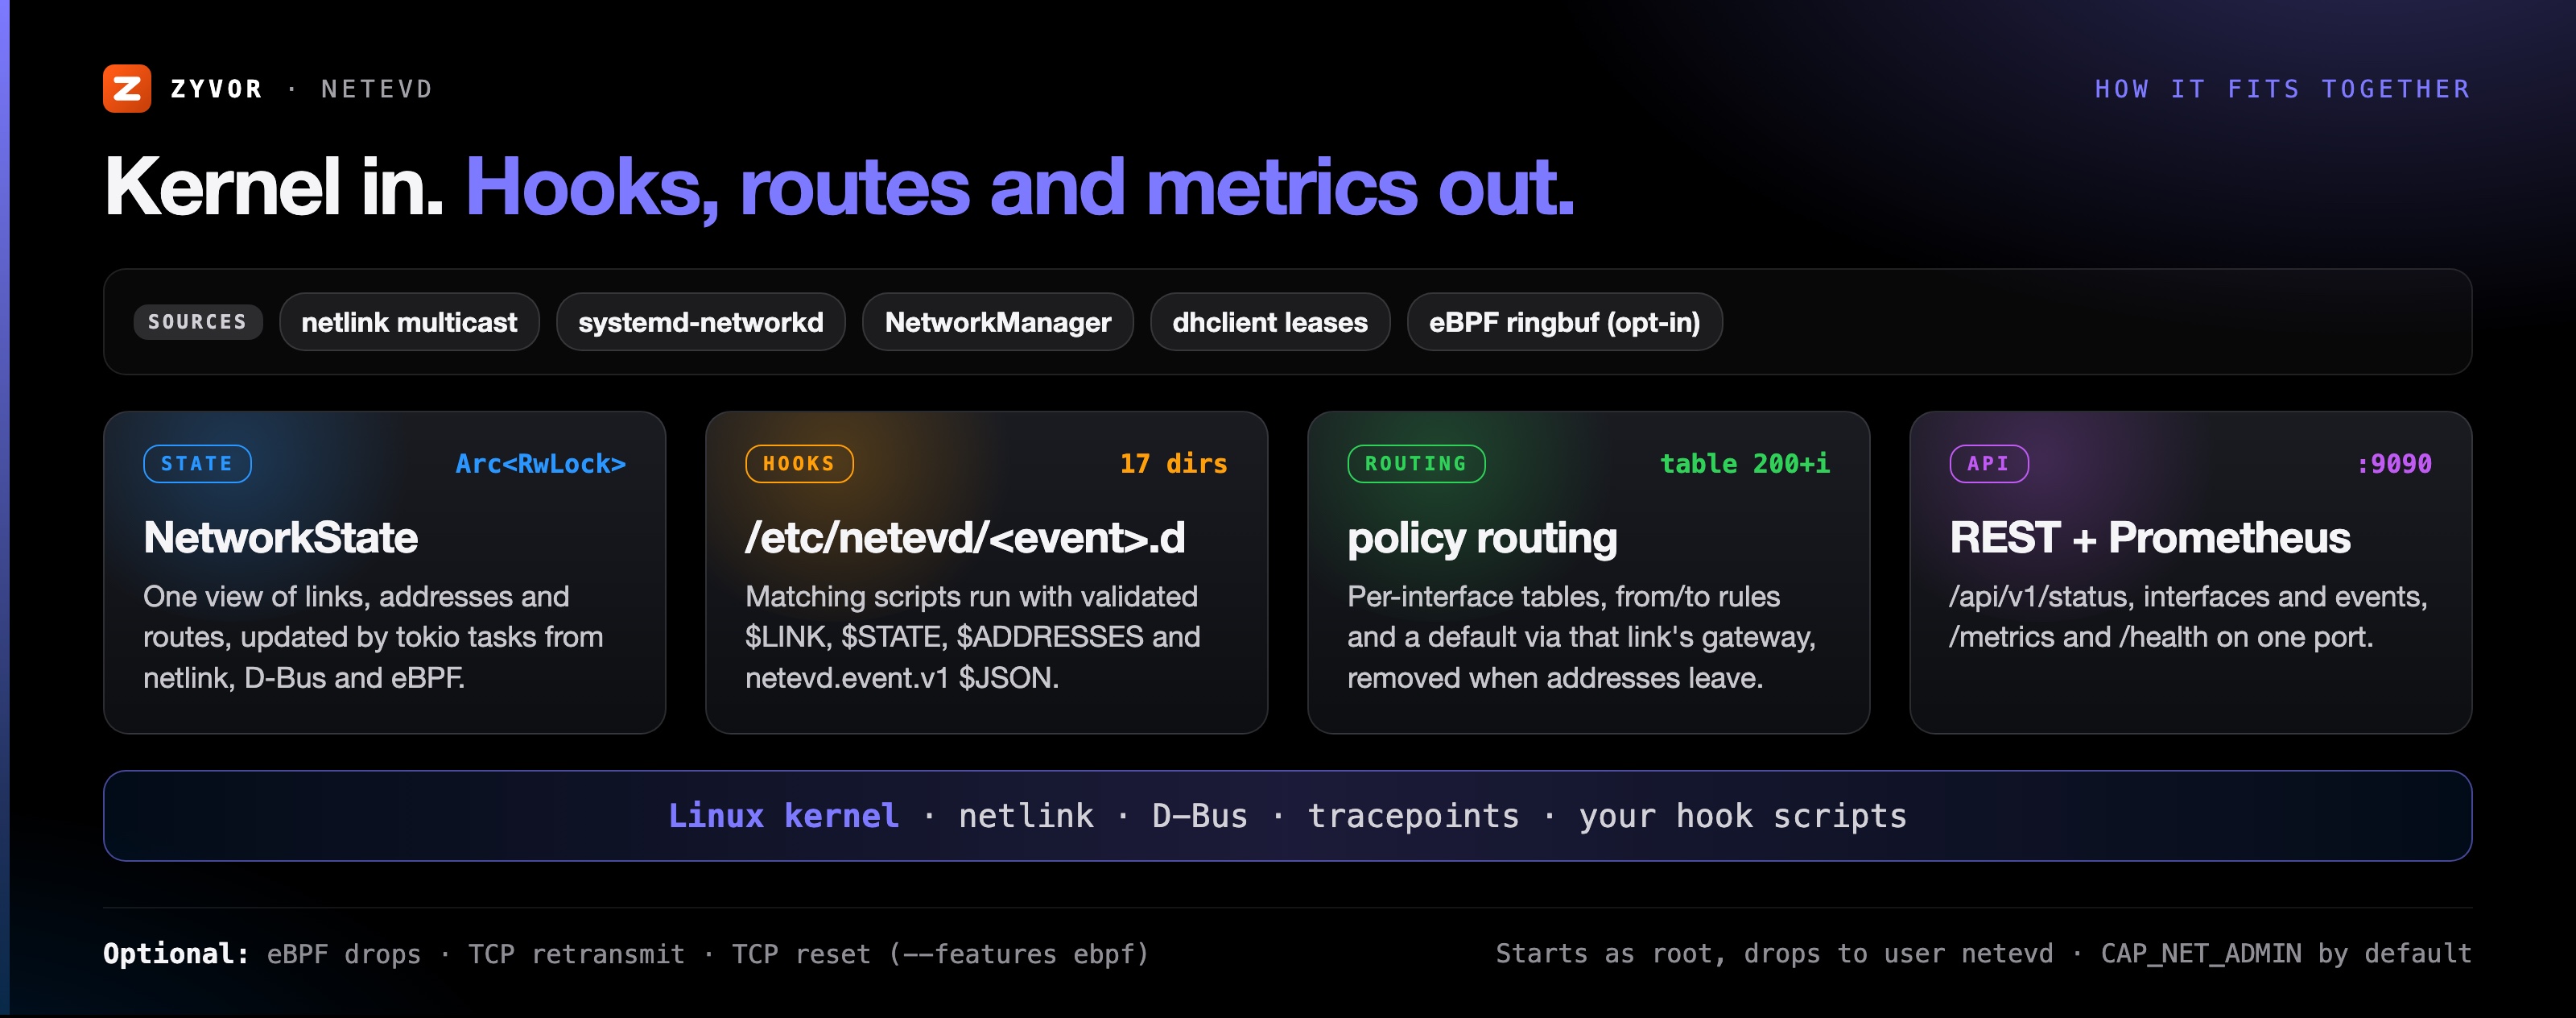 Z ZYVOR · NETEVD
HOW IT FITS TOGETHER
Kernel in. Hooks, routes and metrics out.
SOURCES netlink multicast systemd-networkd NetworkManager dhclient leases eBPF ringbuf (opt-in)
STATE Arc<RwLock>
NetworkState
One view of links, addresses and
routes, updated by tokio tasks from
netlink, D-Bus and eBPF.
HOOKS 17 dirs
/etc/netevd/<event>.d
Matching scripts run with validated
$LINK, $STATE, $ADDRESSES and
netevd.event.v1 $JSON.
ROUTING table 200+i
policy routing
Per-interface tables, from/to rules
and a default via that link's gateway,
removed when addresses leave.
API :9090
REST + Prometheus
/api/v1/status, interfaces and events,
/metrics and /health on one port.
Linux kernel · netlink · D-Bus · tracepoints · your hook scripts
Optional: eBPF drops · TCP retransmit · TCP reset (--features ebpf)
Starts as root, drops to user netevd · CAP_NET_ADMIN by default